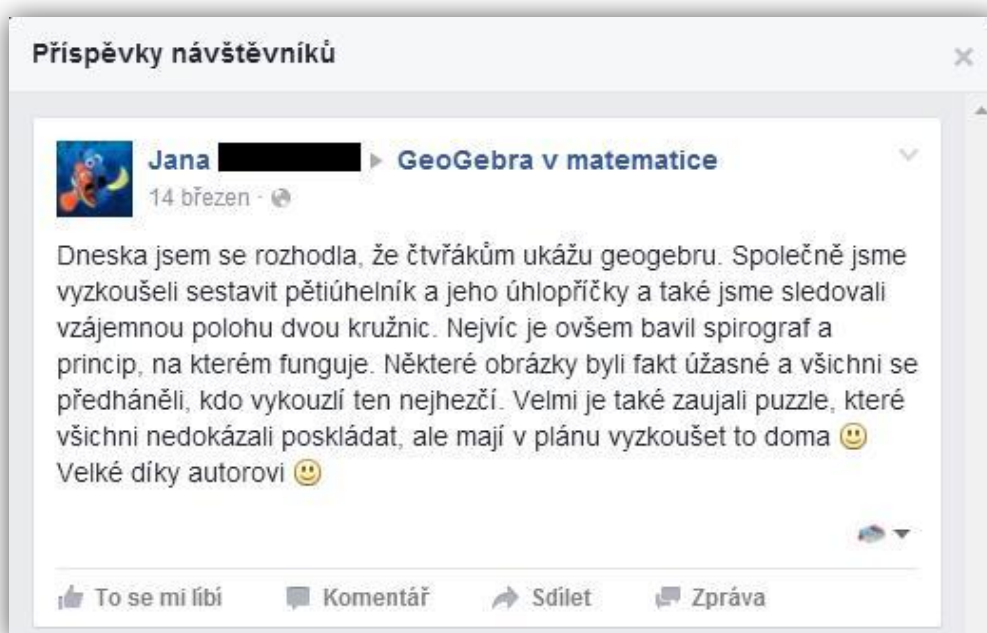 Příspěvky návštěvníků
Jana GeoGebra v matematice
14 březen ·
Dneska jsem se rozhodla, že čtvřákům ukážu geogebru. Společně jsme
vyzkoušeli sestavit pětiúhelník a jeho úhlopříčky a také jsme sledovali
vzájemnou polohu dvou kružnic. Nejvíc je ovšem bavil spirograf a
princip, na kterém funguje. Některé obrázky byli fakt úžasné a všichni se
předháněli, kdo vykouzlí ten nejhezčí. Velmi je také zaujali puzzle, které
všichni nedokázali poskládat, ale mají v plánu vyzkoušet to doma
Velké díky autorovi
To se mi líbí Komentář Sdílet Zpráva